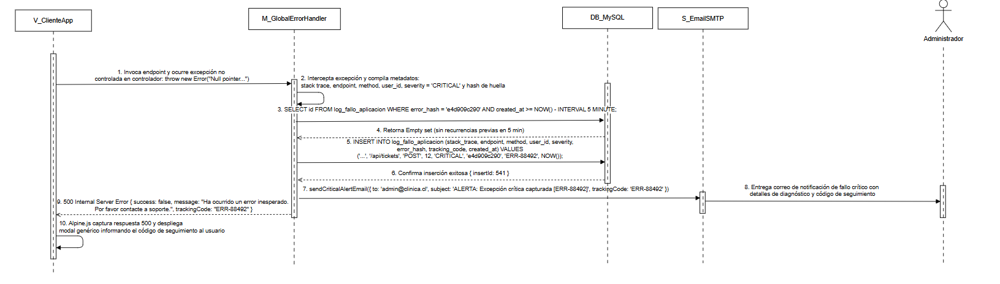 V_ClienteApp
M_GlobalErrorHandler
DB_MySQL
S_EmailSMTP
Administrador
1. Invoca endpoint y ocurre excepción no
controlada en controlador: throw new Error("Null pointer...")
2. Intercepta excepción y compila metadatos:
stack trace, endpoint, method, user_id, severity = 'CRITICAL' y hash de huella
3. SELECT id FROM log_fallo_aplicacion WHERE error_hash = 'e4d909c290' AND created_at >= NOW() - INTERVAL 5 MINUTE;
4. Retorna Empty set (sin recurrencias previas en 5 min)
5. INSERT INTO log_fallo_aplicacion (stack_trace, endpoint, method, user_id, severity,
error_hash, tracking_code, created_at) VALUES
('...', '/api/tickets', 'POST', 12, 'CRITICAL', 'e4d909c290', 'ERR-88492', NOW());
6. Confirma inserción exitosa { insertId: 541 }
7. sendCriticalAlertEmail({ to: 'admin@clinica.cl', subject: 'ALERTA: Excepción crítica capturada [ERR-88492]', trackingCode: 'ERR-88492' })
8. Entrega correo de notificación de fallo crítico con
detalles de diagnóstico y código de seguimiento
9. 500 Internal Server Error { success: false, message: "Ha ocurrido un error inesperado.
Por favor contacte a soporte.", trackingCode: "ERR-88492" }
10. Alpine.js captura respuesta 500 y despliega
modal genérico informando el código de seguimiento al usuario